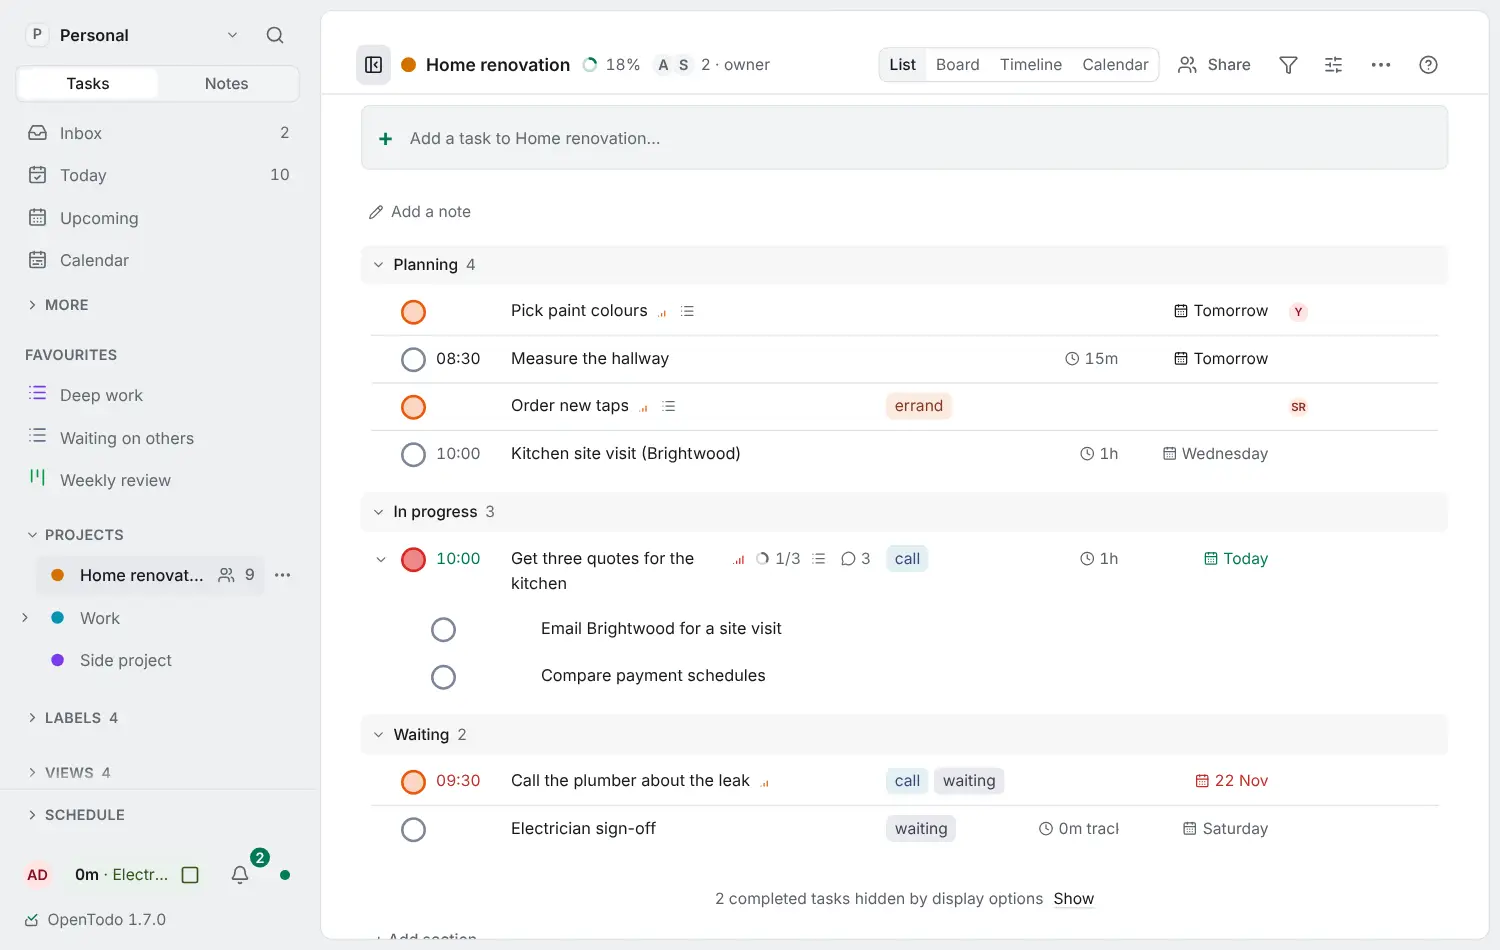 P Personal
Tasks Notes
Inbox 2
Today 10
Upcoming
Calendar
MORE
FAVOURITES
Deep work
Waiting on others
Weekly review
PROJECTS
Home renovat... 9
Work
Side project
LABELS 4
VIEWS 4
SCHEDULE
AD 0m · Electr... 2
OpenTodo 1.7.0
Home renovation 18% A S 2 · owner List Board Timeline Calendar Share
Add a task to Home renovation...
Add a note
Planning 4
Pick paint colours Tomorrow Y
08:30 Measure the hallway 15m Tomorrow
Order new taps errand SR
10:00 Kitchen site visit (Brightwood) 1h Wednesday
In progress 3
10:00 Get three quotes for the 1/3 3 call 1h Today
kitchen
Email Brightwood for a site visit
Compare payment schedules
Waiting 2
09:30 Call the plumber about the leak call waiting 22 Nov
Electrician sign-off waiting 0m tracl Saturday
2 completed tasks hidden by display options Show
Add section